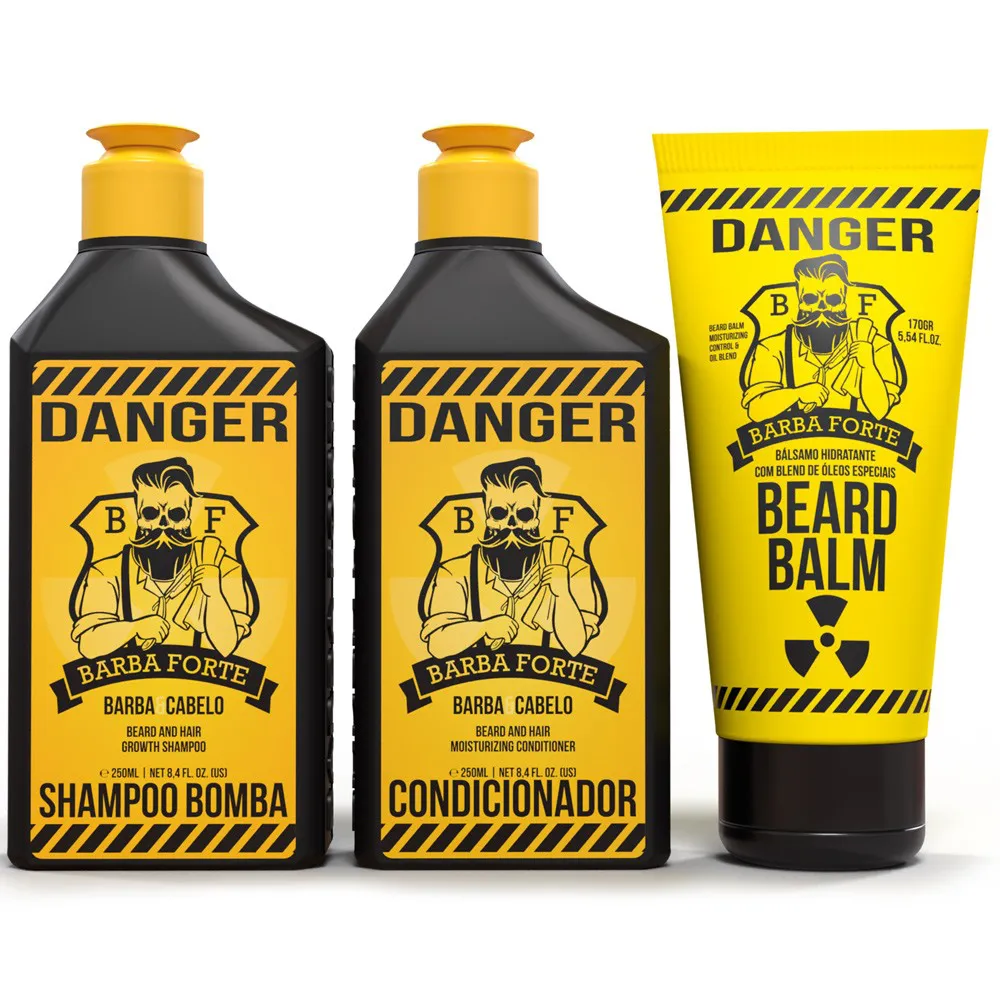 DANGER
B F
BARBA FORTE
BARBA E CABELO
BEARD AND HAIR
GROWTH SHAMPOO
℮ 250ML | NET 8,4 FL. OZ. (US)
SHAMPOO BOMBA
DANGER
B F
BARBA FORTE
BARBA E CABELO
BEARD AND HAIR
MOISTURIZING CONDITIONER
℮ 250ML | NET 8,4 FL. OZ. (US)
CONDICIONADOR
DANGER
B F
BEARD BALM
MOISTURIZING
CONTROL &
OIL BLEND
170GR
5,54 FL.OZ.
BARBA FORTE
BÁLSAMO HIDRATANTE
COM BLEND DE ÓLEOS ESPECIAIS
BEARD
BALM